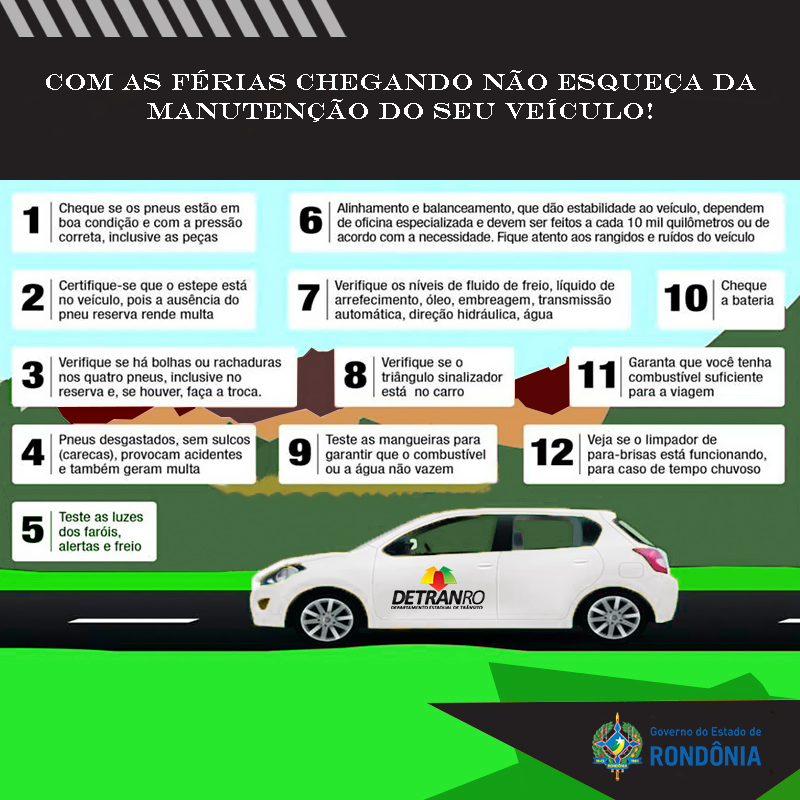 COM AS FÉRIAS CHEGANDO NÃO ESQUEÇA DA
MANUTENÇÃO DO SEU VEÍCULO!
1
Cheque se os pneus estão em
boa condição e com a pressão
correta, inclusive as peças
2
Certifique-se que o estepe está
no veículo, pois a ausência do
pneu reserva rende multa
3
Verifique se há bolhas ou rachaduras
nos quatro pneus, inclusive no
reserva e, se houver, faça a troca.
4
Pneus desgastados, sem sulcos
(carecas), provocam acidentes
e também geram multa
5
Teste as luzes
dos faróis,
alertas e freio
6
Alinhamento e balanceamento, que dão estabilidade ao veículo, dependem
de oficina especializada e devem ser feitos a cada 10 mil quilômetros ou de
acordo com a necessidade. Fique atento aos rangidos e ruídos do veículo
7
Verifique os níveis de fluido de freio, líquido de
arrefecimento, óleo, embreagem, transmissão
automática, direção hidráulica, água
8
Verifique se o
triângulo sinalizador
está no carro
9
Teste as mangueiras para
garantir que o combustível
ou a água não vazem
10
Cheque
a bateria
11
Garanta que você tenha
combustível suficiente
para a viagem
12
Veja se o limpador de
para-brisas está funcionando,
para caso de tempo chuvoso
DETRANRO
DEPARTAMENTO ESTADUAL DE TRÂNSITO
Governo do Estado de
RONDÔNIA